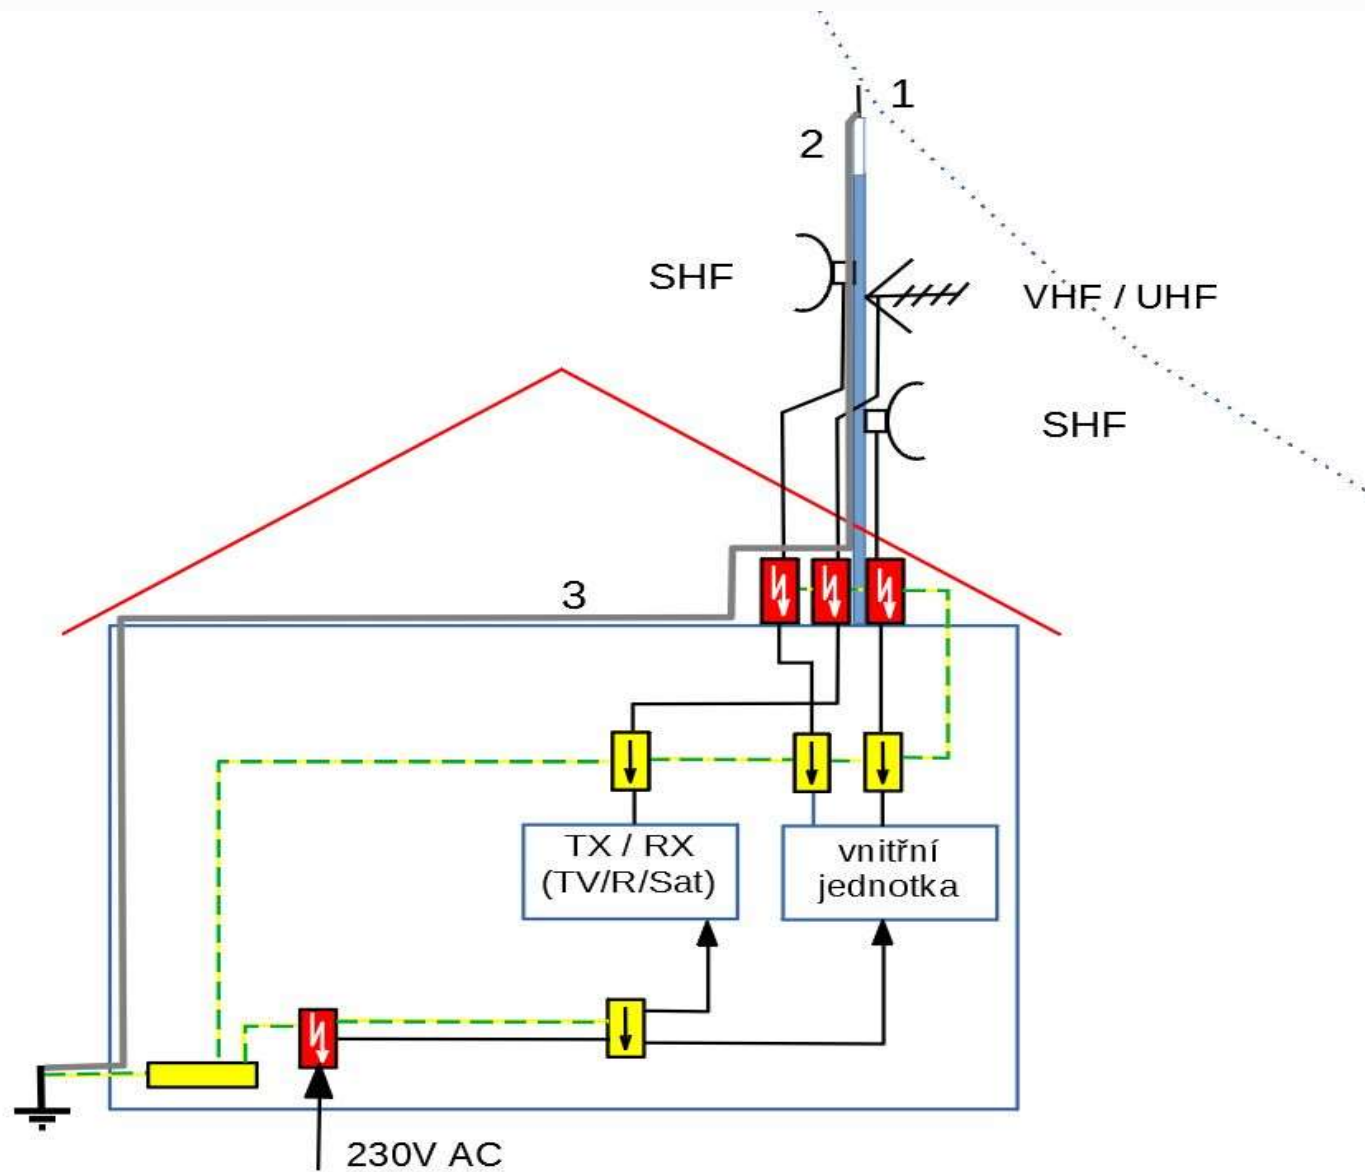 1
2
SHF
VHF / UHF
SHF
3
TX / RX
(TV/R/Sat)
vnitřní
jednotka
230V AC